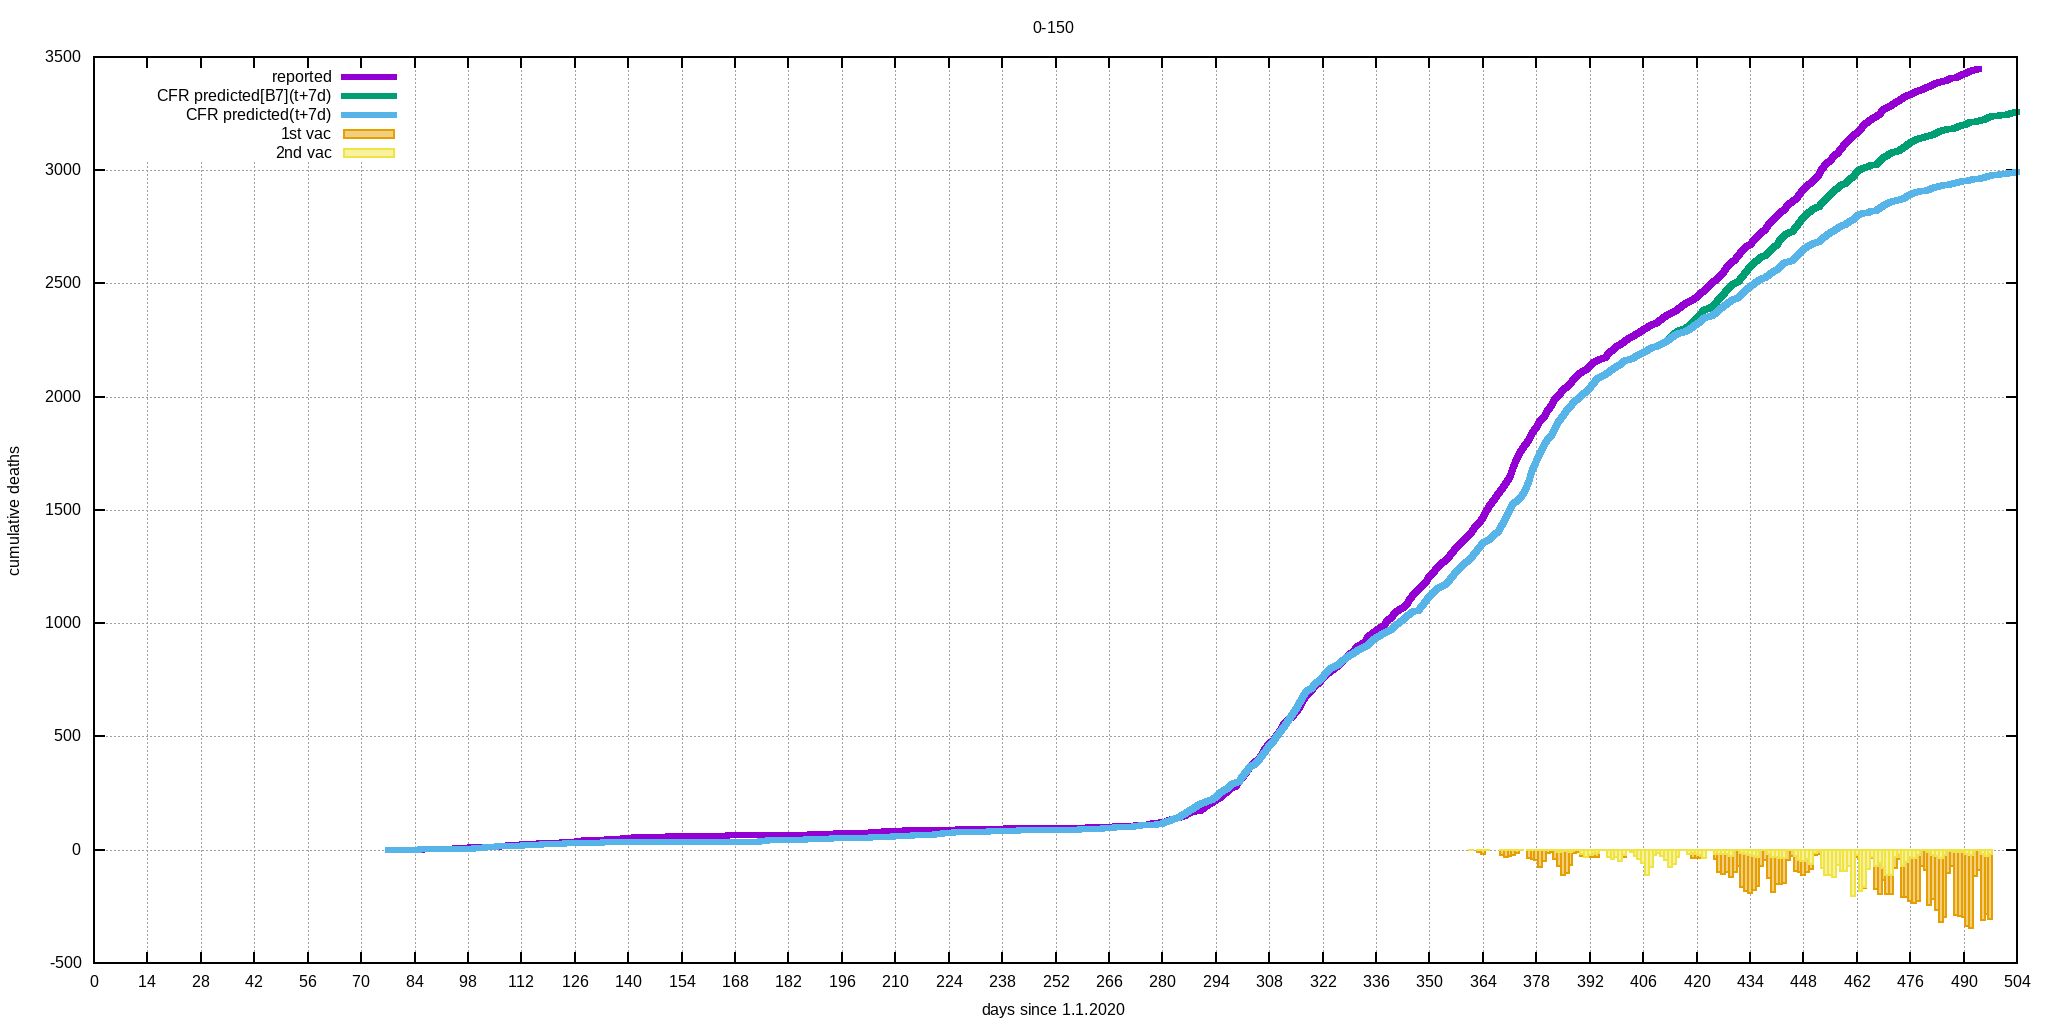 0-150
3500
3000
2500
2000
1500
1000
500
0
-500
cumulative deaths
reported
CFR predicted[B7](t+7d)
CFR predicted(t+7d)
1st vac
2nd vac
0 14 28 42 56 70 84 98 112 126 140 154 168 182 196 210 224 238 252 266 280 294 308 322 336 350 364 378 392 406 420 434 448 462 476 490 504
days since 1.1.2020